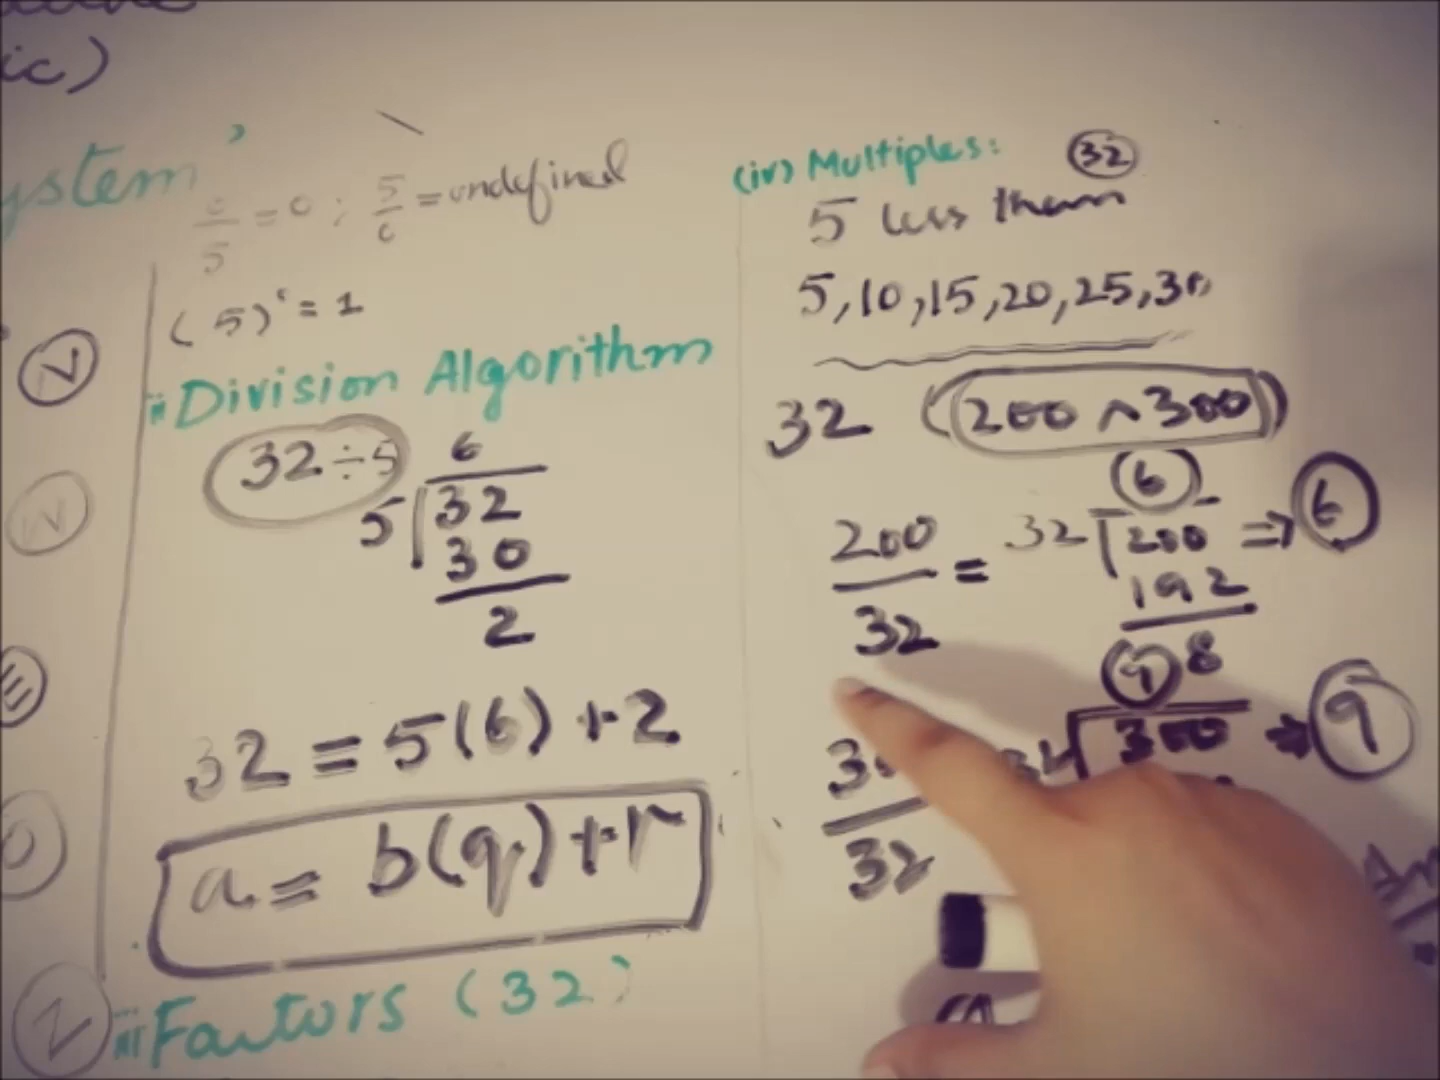 ic)
ystem'
0/5 = 0 ; 5/0 = undefined
(5)° = 1
ii Division Algorithm
32 ÷ 5
6
5 32
30
2
32 = 5(6) + 2
a = b(q) + r
iii Factors (32)
(iv) Multiples: 32
5 less than
5, 10, 15, 20, 25, 30
32 (200 ∧ 300)
6
200/32 = 32 200 ⇒ 6
192
8
9
300 ⇒ 9
32
N
N
Z